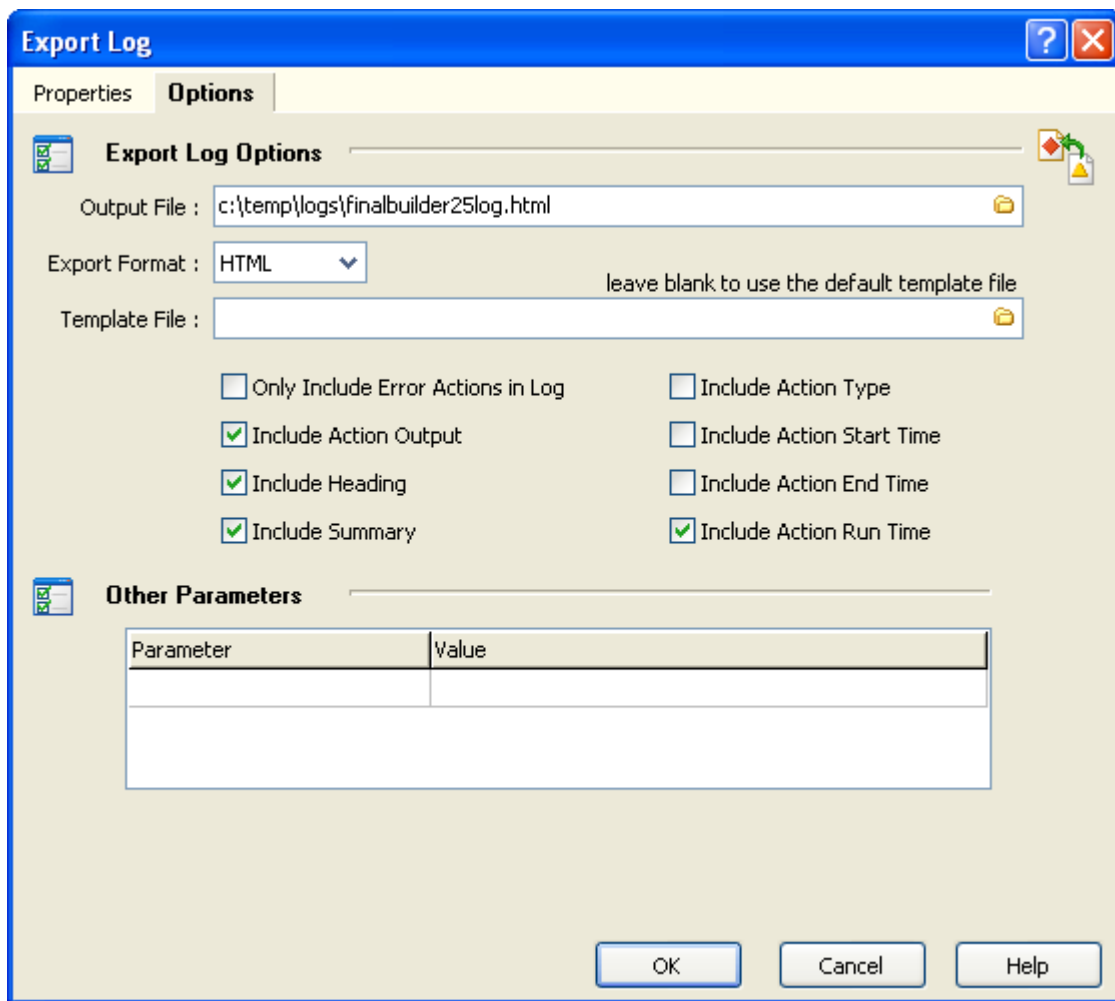 Export Log
Properties Options
Export Log Options
Output File : c:\temp\logs\finalbuilder25log.html
Export Format : HTML
leave blank to use the default template file
Template File :
Only Include Error Actions in Log Include Action Type
Include Action Output Include Action Start Time
Include Heading Include Action End Time
Include Summary Include Action Run Time
Other Parameters
Parameter Value
OK Cancel Help